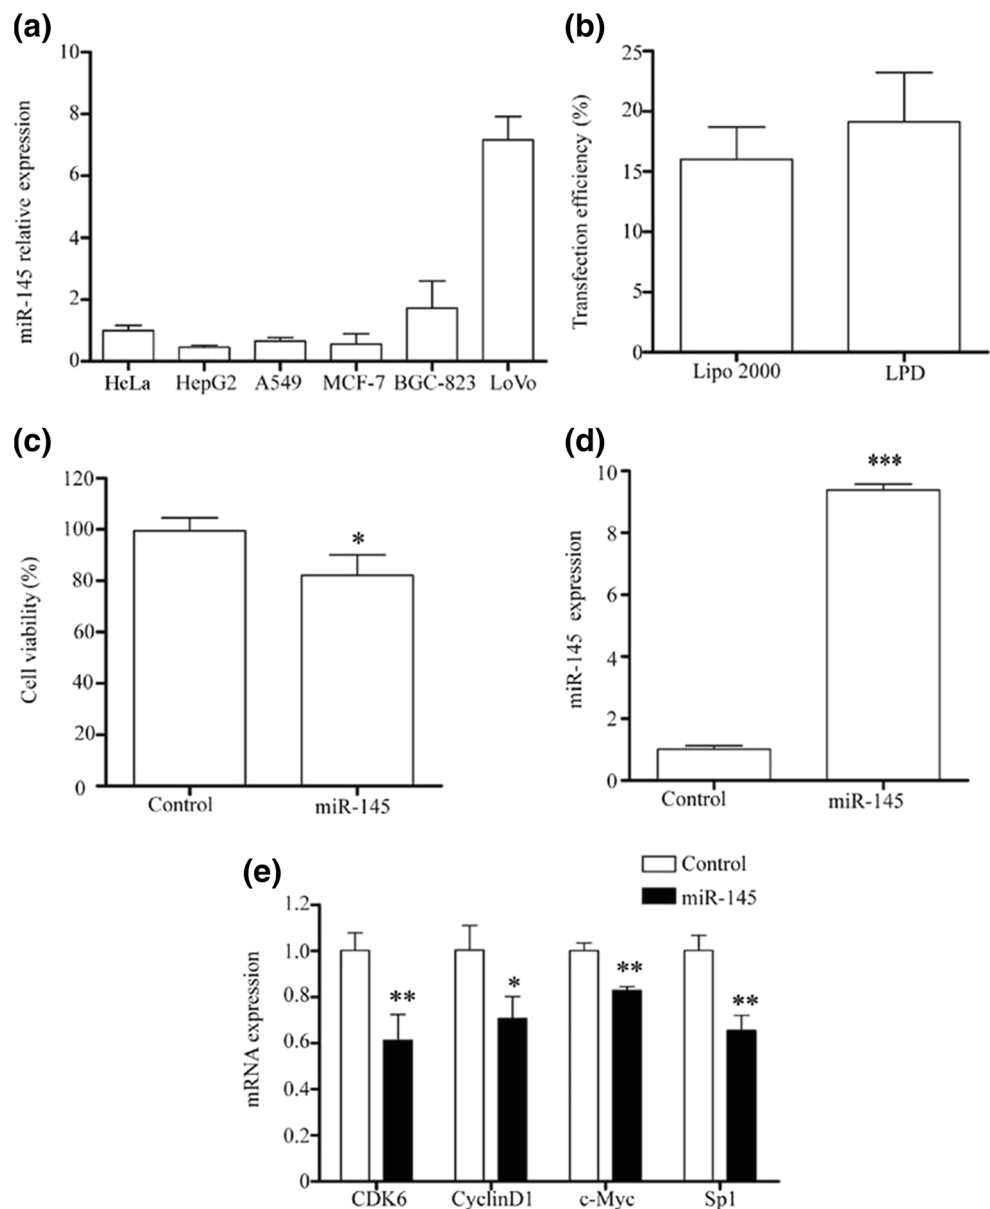 (a)
miR-145 relative expression
10
8
6
4
2
0
HeLa HepG2 A549 MCF-7 BGC-823 LoVo
(b)
Transfection efficiency (%)
25
20
15
10
5
0
Lipo 2000 LPD
(c)
Cell viability (%)
120
100
80
60
40
20
0
*
Control miR-145
(d)
miR-145 expression
10
8
6
4
2
0
***
Control miR-145
(e)
Control
miR-145
mRNA expression
1.2
1.0
0.8
0.6
0.4
0.2
0
** * ** **
CDK6 CyclinD1 c-Myc Sp1